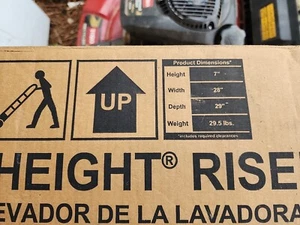 Product Dimensions*
Height 7"
Width 28"
Depth 29"
Weight 29.5 lbs.
*Includes required clearances.
UP
HEIGHT® RISE
EVADOR DE LA LAVADORA